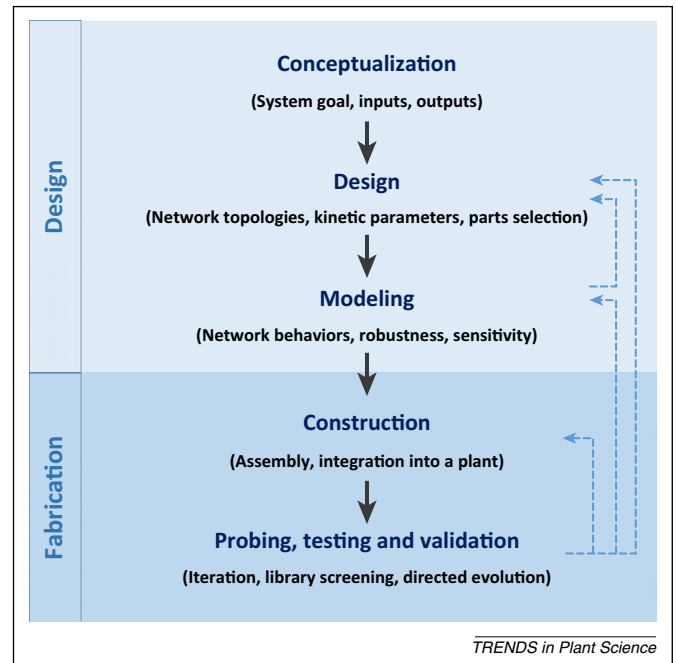 Design
Conceptualization
(System goal, inputs, outputs)
Design
(Network topologies, kinetic parameters, parts selection)
Modeling
(Network behaviors, robustness, sensitivity)
Fabrication
Construction
(Assembly, integration into a plant)
Probing, testing and validation
(Iteration, library screening, directed evolution)
TRENDS in Plant Science